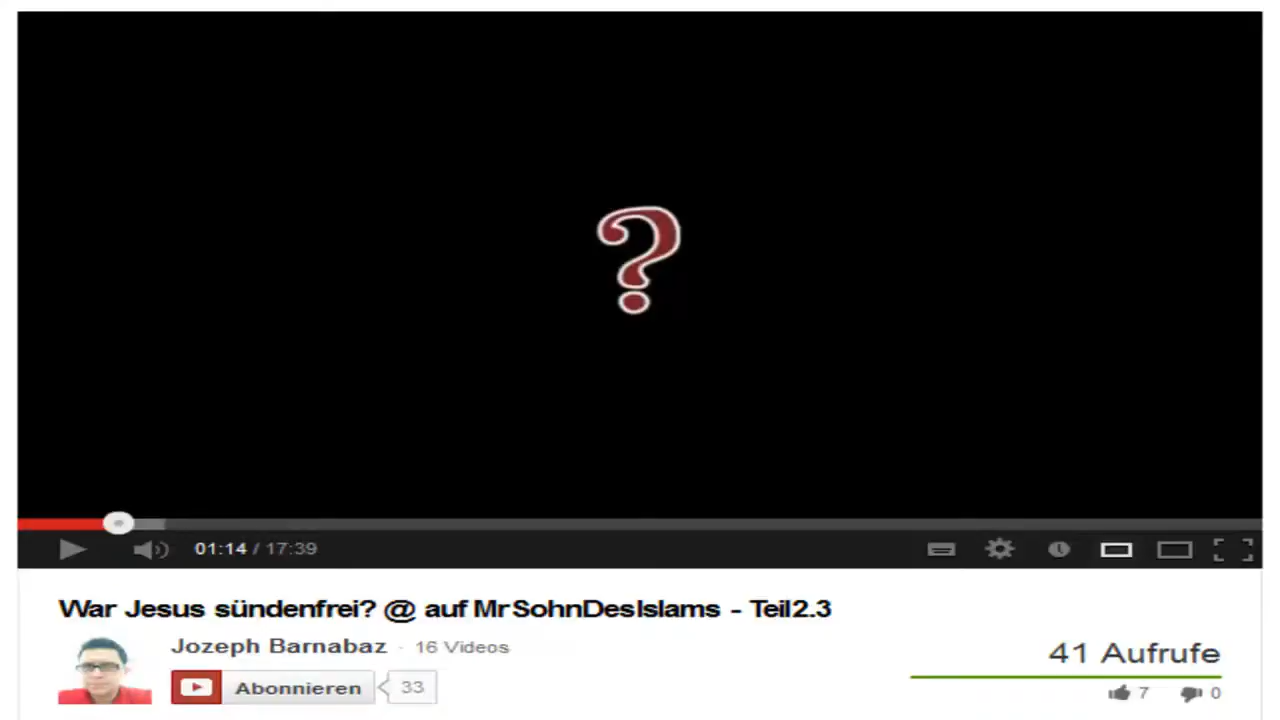 ?
01:14 / 17:39
War Jesus sündenfrei? @ auf MrSohnDesIslams - Teil2.3
Jozeph Barnabaz · 16 Videos
41 Aufrufe
Abonnieren 33
7 0